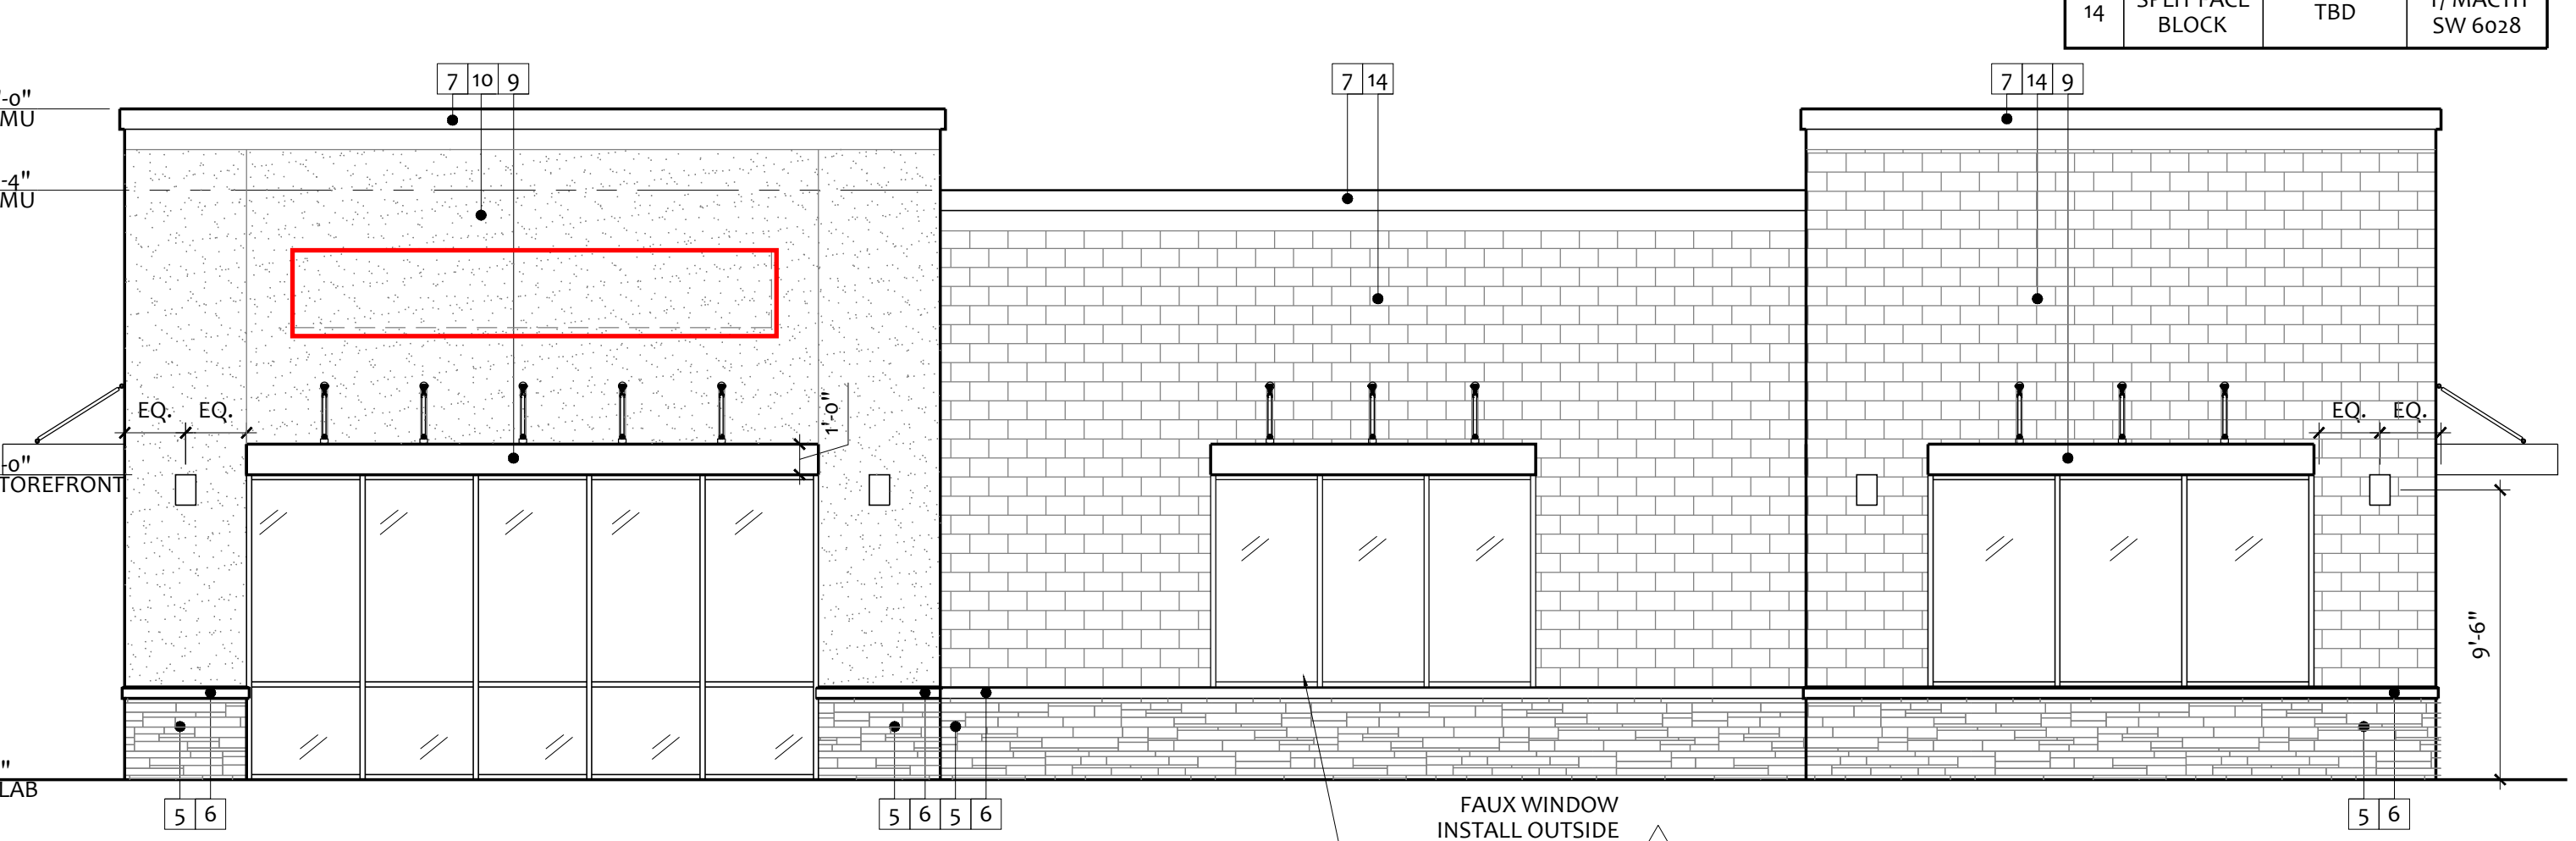 14
BLOCK
TBD
SW 6028
7 10 9
7 14
7 14 9
-0"
MU
-4"
MU
EQ. EQ.
1'-0"
EQ. EQ.
-0"
TOREFRONT
9'-6"
"
LAB
5 6
5 6 5 6
FAUX WINDOW
INSTALL OUTSIDE
5 6